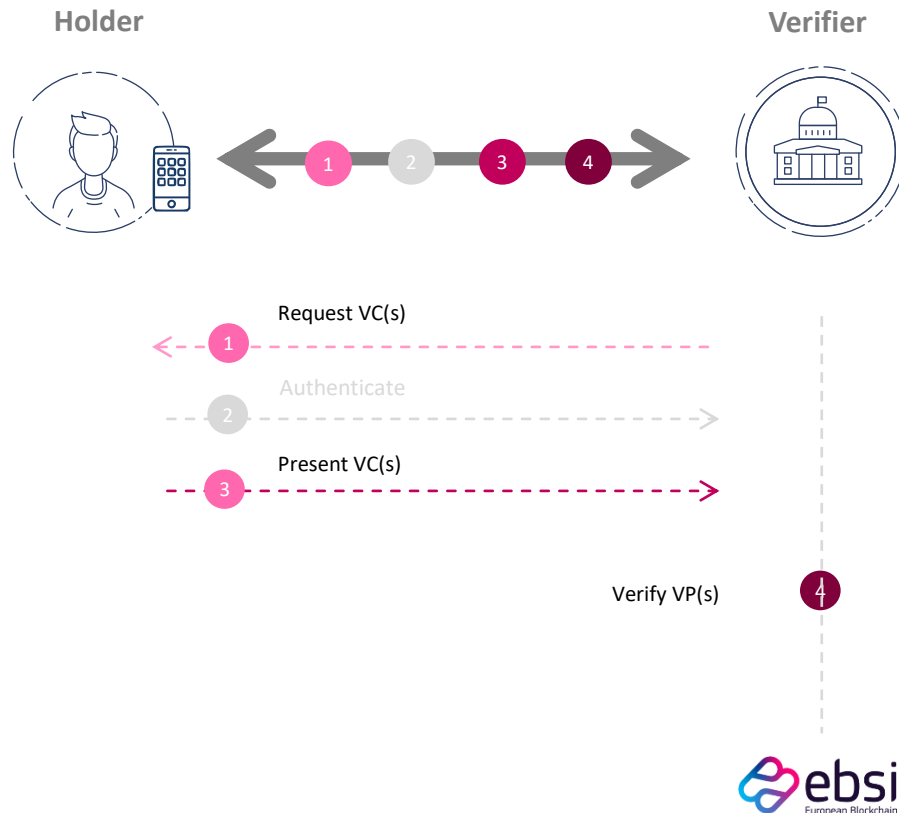 Holder
Verifier
1
2
3
4
Request VC(s)
1
Authenticate
2
Present VC(s)
3
Verify VP(s)
4
ebsi
European Blockchain